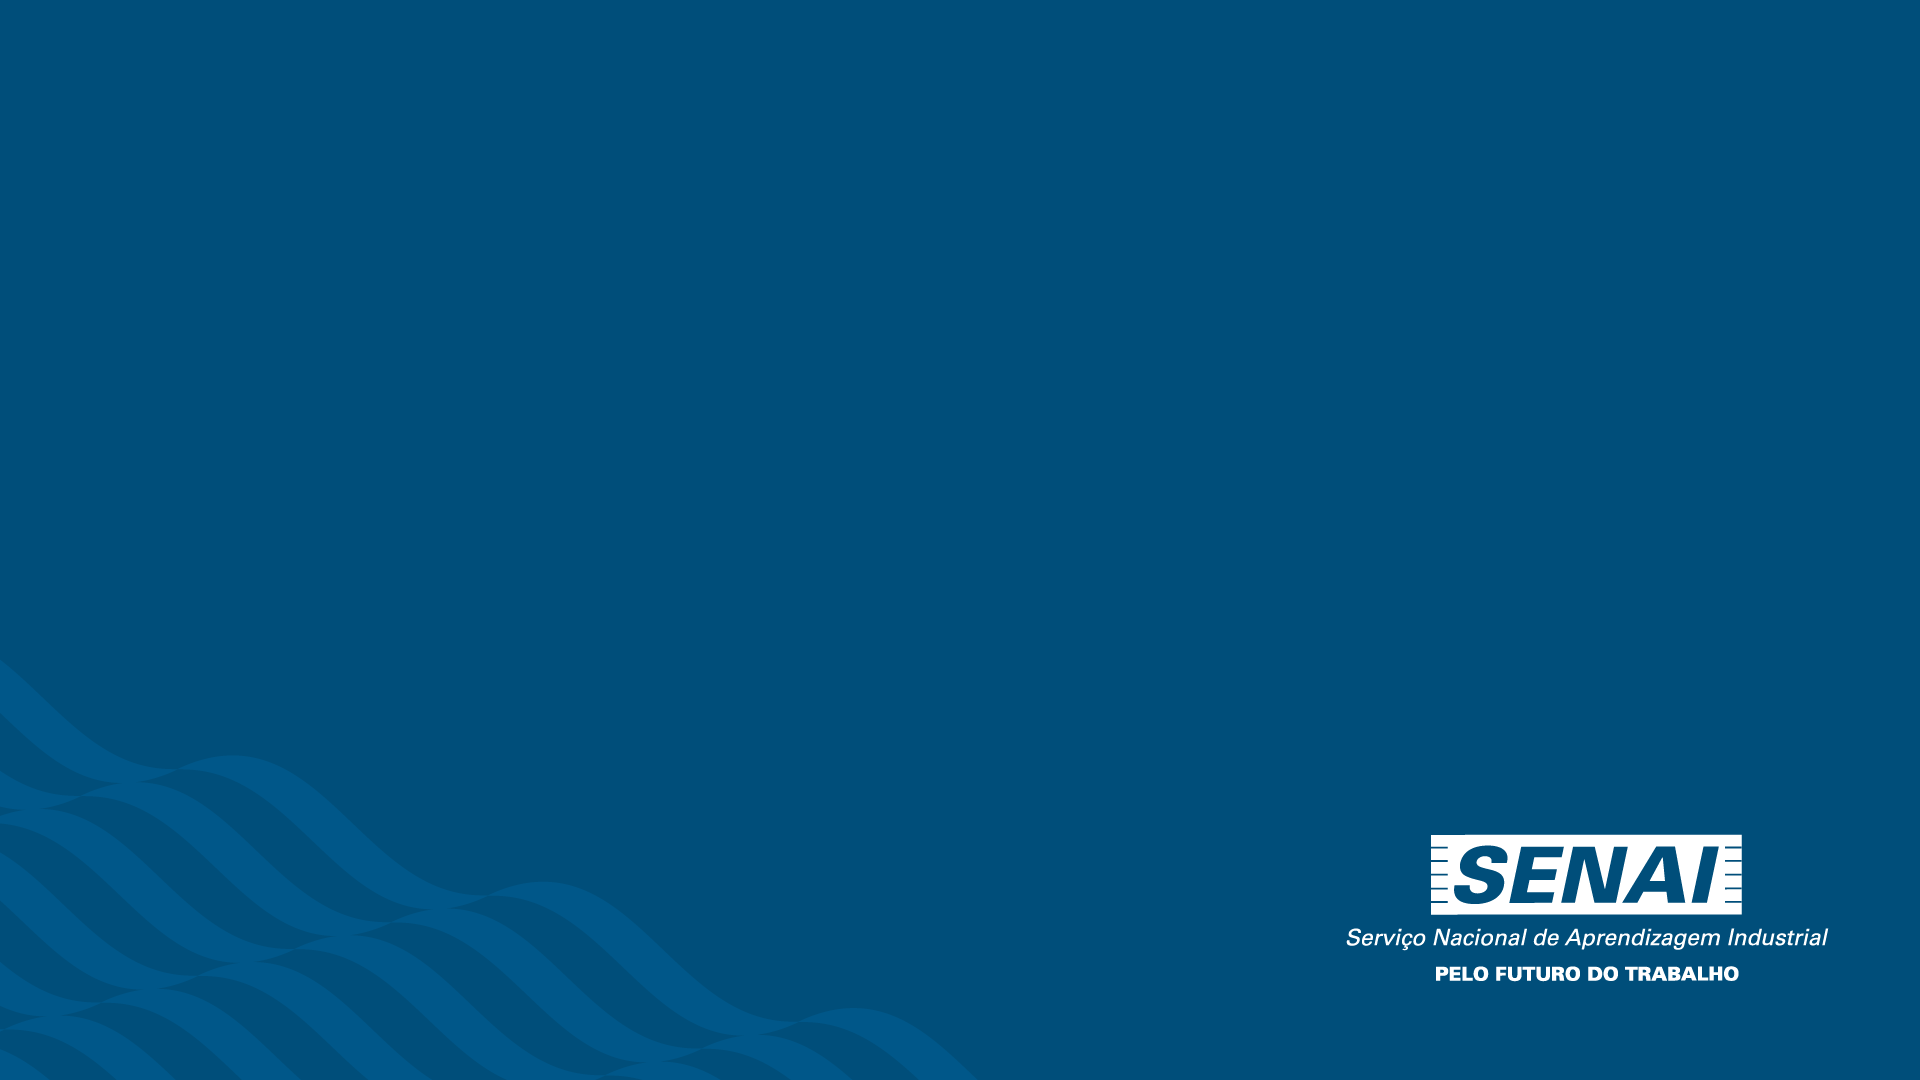 SENAI
Serviço Nacional de Aprendizagem Industrial
PELO FUTURO DO TRABALHO